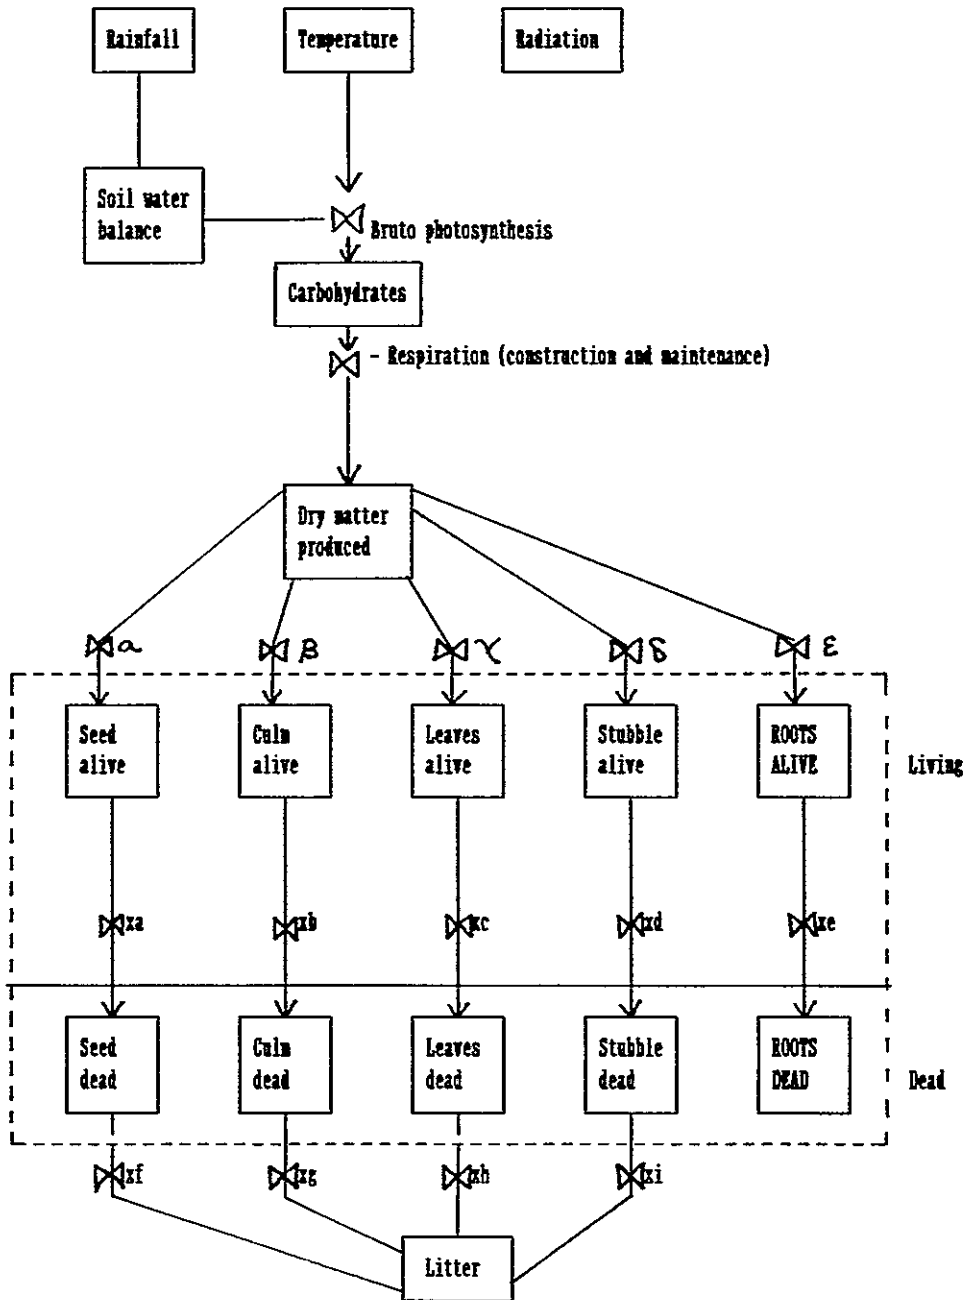 Rainfall
Temperature
Radiation
Soil water
balance
Bruto photosynthesis
Carbohydrates
- Respiration (construction and maintenance)
Dry matter
produced
a
β
γ
δ
ε
Seed
alive
Culm
alive
Leaves
alive
Stubble
alive
ROOTS
ALIVE
Living
xa
xb
xc
xd
xe
Seed
dead
Culm
dead
Leaves
dead
Stubble
dead
ROOTS
DEAD
Dead
xf
xg
xh
xi
Litter